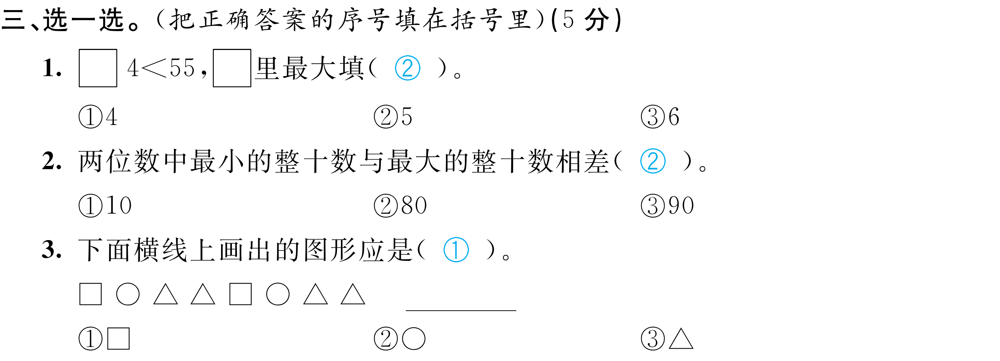 三、选一选。(把正确答案的序号填在括号里)(5分)
1. □ 4<55,□里最大填( ② )。
①4 ②5 ③6
2. 两位数中最小的整十数与最大的整十数相差( ② )。
①10 ②80 ③90
3. 下面横线上画出的图形应是( ① )。
□ ○ △ △ □ ○ △ △ ______
①□ ②○ ③△